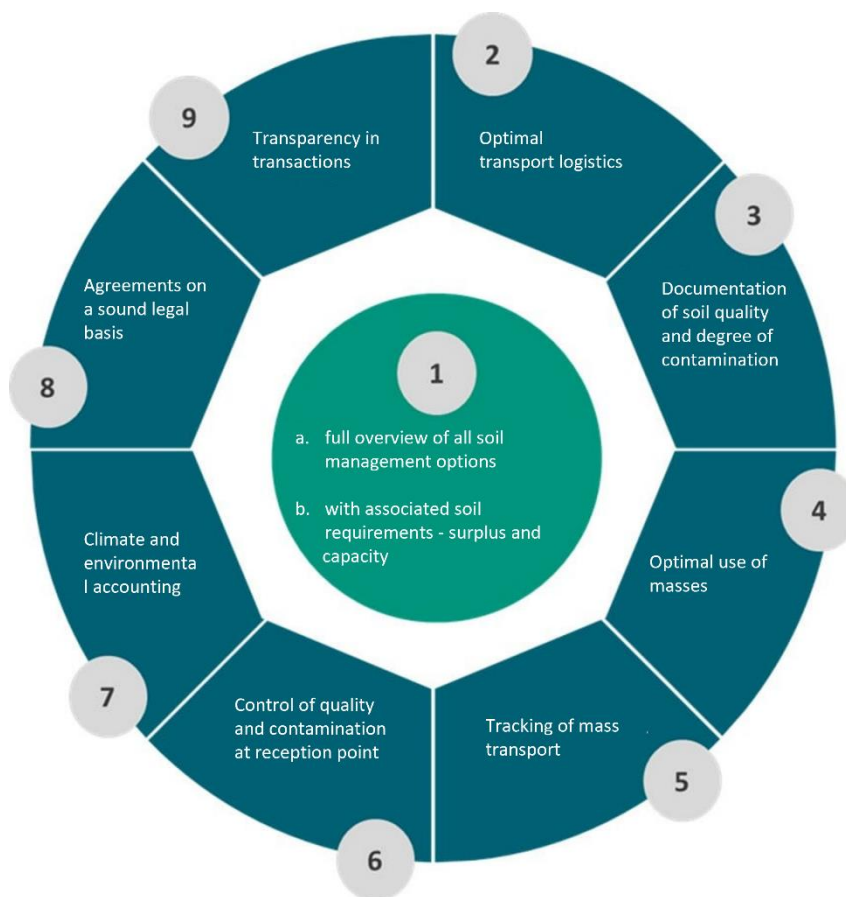 1
a. full overview of all soil
management options
b. with associated soil
requirements - surplus and
capacity
2
Optimal
transport logistics
3
Documentation
of soil quality
and degree of
contamination
4
Optimal use of
masses
5
Tracking of mass
transport
6
Control of quality
and contamination
at reception point
7
Climate and
environmenta
l accounting
8
Agreements on
a sound legal
basis
9
Transparency in
transactions